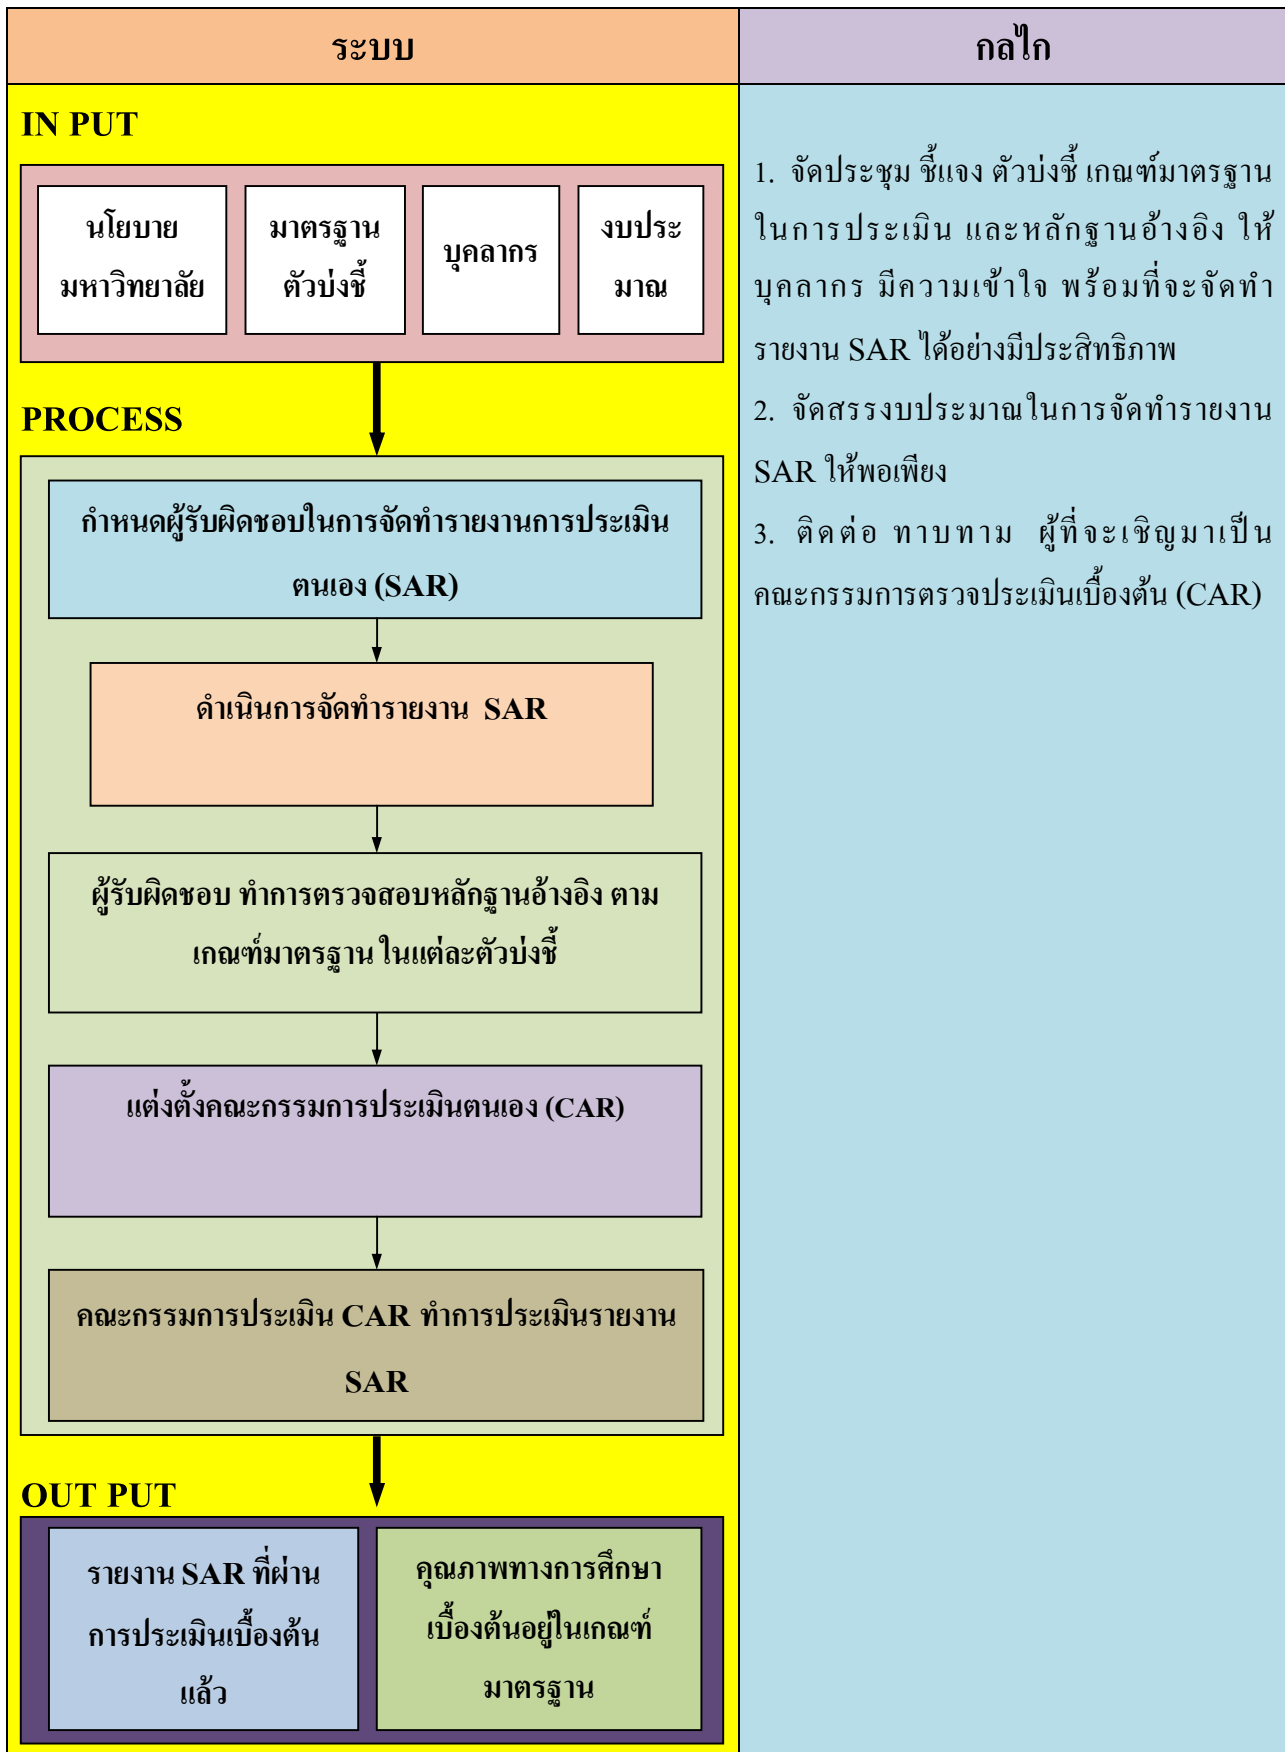 ระบบ
กลไก
IN PUT
นโยบาย
มหาวิทยาลัย
มาตรฐาน
ตัวบ่งชี้
บุคลากร
งบประ
มาณ
PROCESS
กำหนดผู้รับผิดชอบในการจัดทำรายงานการประเมิน
ตนเอง (SAR)
ดำเนินการจัดทำรายงาน SAR
ผู้รับผิดชอบ ทำการตรวจสอบหลักฐานอ้างอิง ตาม
เกณฑ์มาตรฐาน ในแต่ละตัวบ่งชี้
แต่งตั้งคณะกรรมการประเมินตนเอง (CAR)
คณะกรรมการประเมิน CAR ทำการประเมินรายงาน
SAR
OUT PUT
รายงาน SAR ที่ผ่าน
การประเมินเบื้องต้น
แล้ว
คุณภาพทางการศึกษา
เบื้องต้นอยู่ในเกณฑ์
มาตรฐาน
1. จัดประชุม ชี้แจง ตัวบ่งชี้ เกณฑ์มาตรฐาน
ในการประเมิน และหลักฐานอ้างอิง ให้
บุคลากร มีความเข้าใจ พร้อมที่จะจัดทำ
รายงาน SAR ได้อย่างมีประสิทธิภาพ
2. จัดสรรงบประมาณในการจัดทำรายงาน
SAR ให้พอเพียง
3. ติดต่อ ทาบทาม ผู้ที่จะเชิญมาเป็น
คณะกรรมการตรวจประเมินเบื้องต้น (CAR)